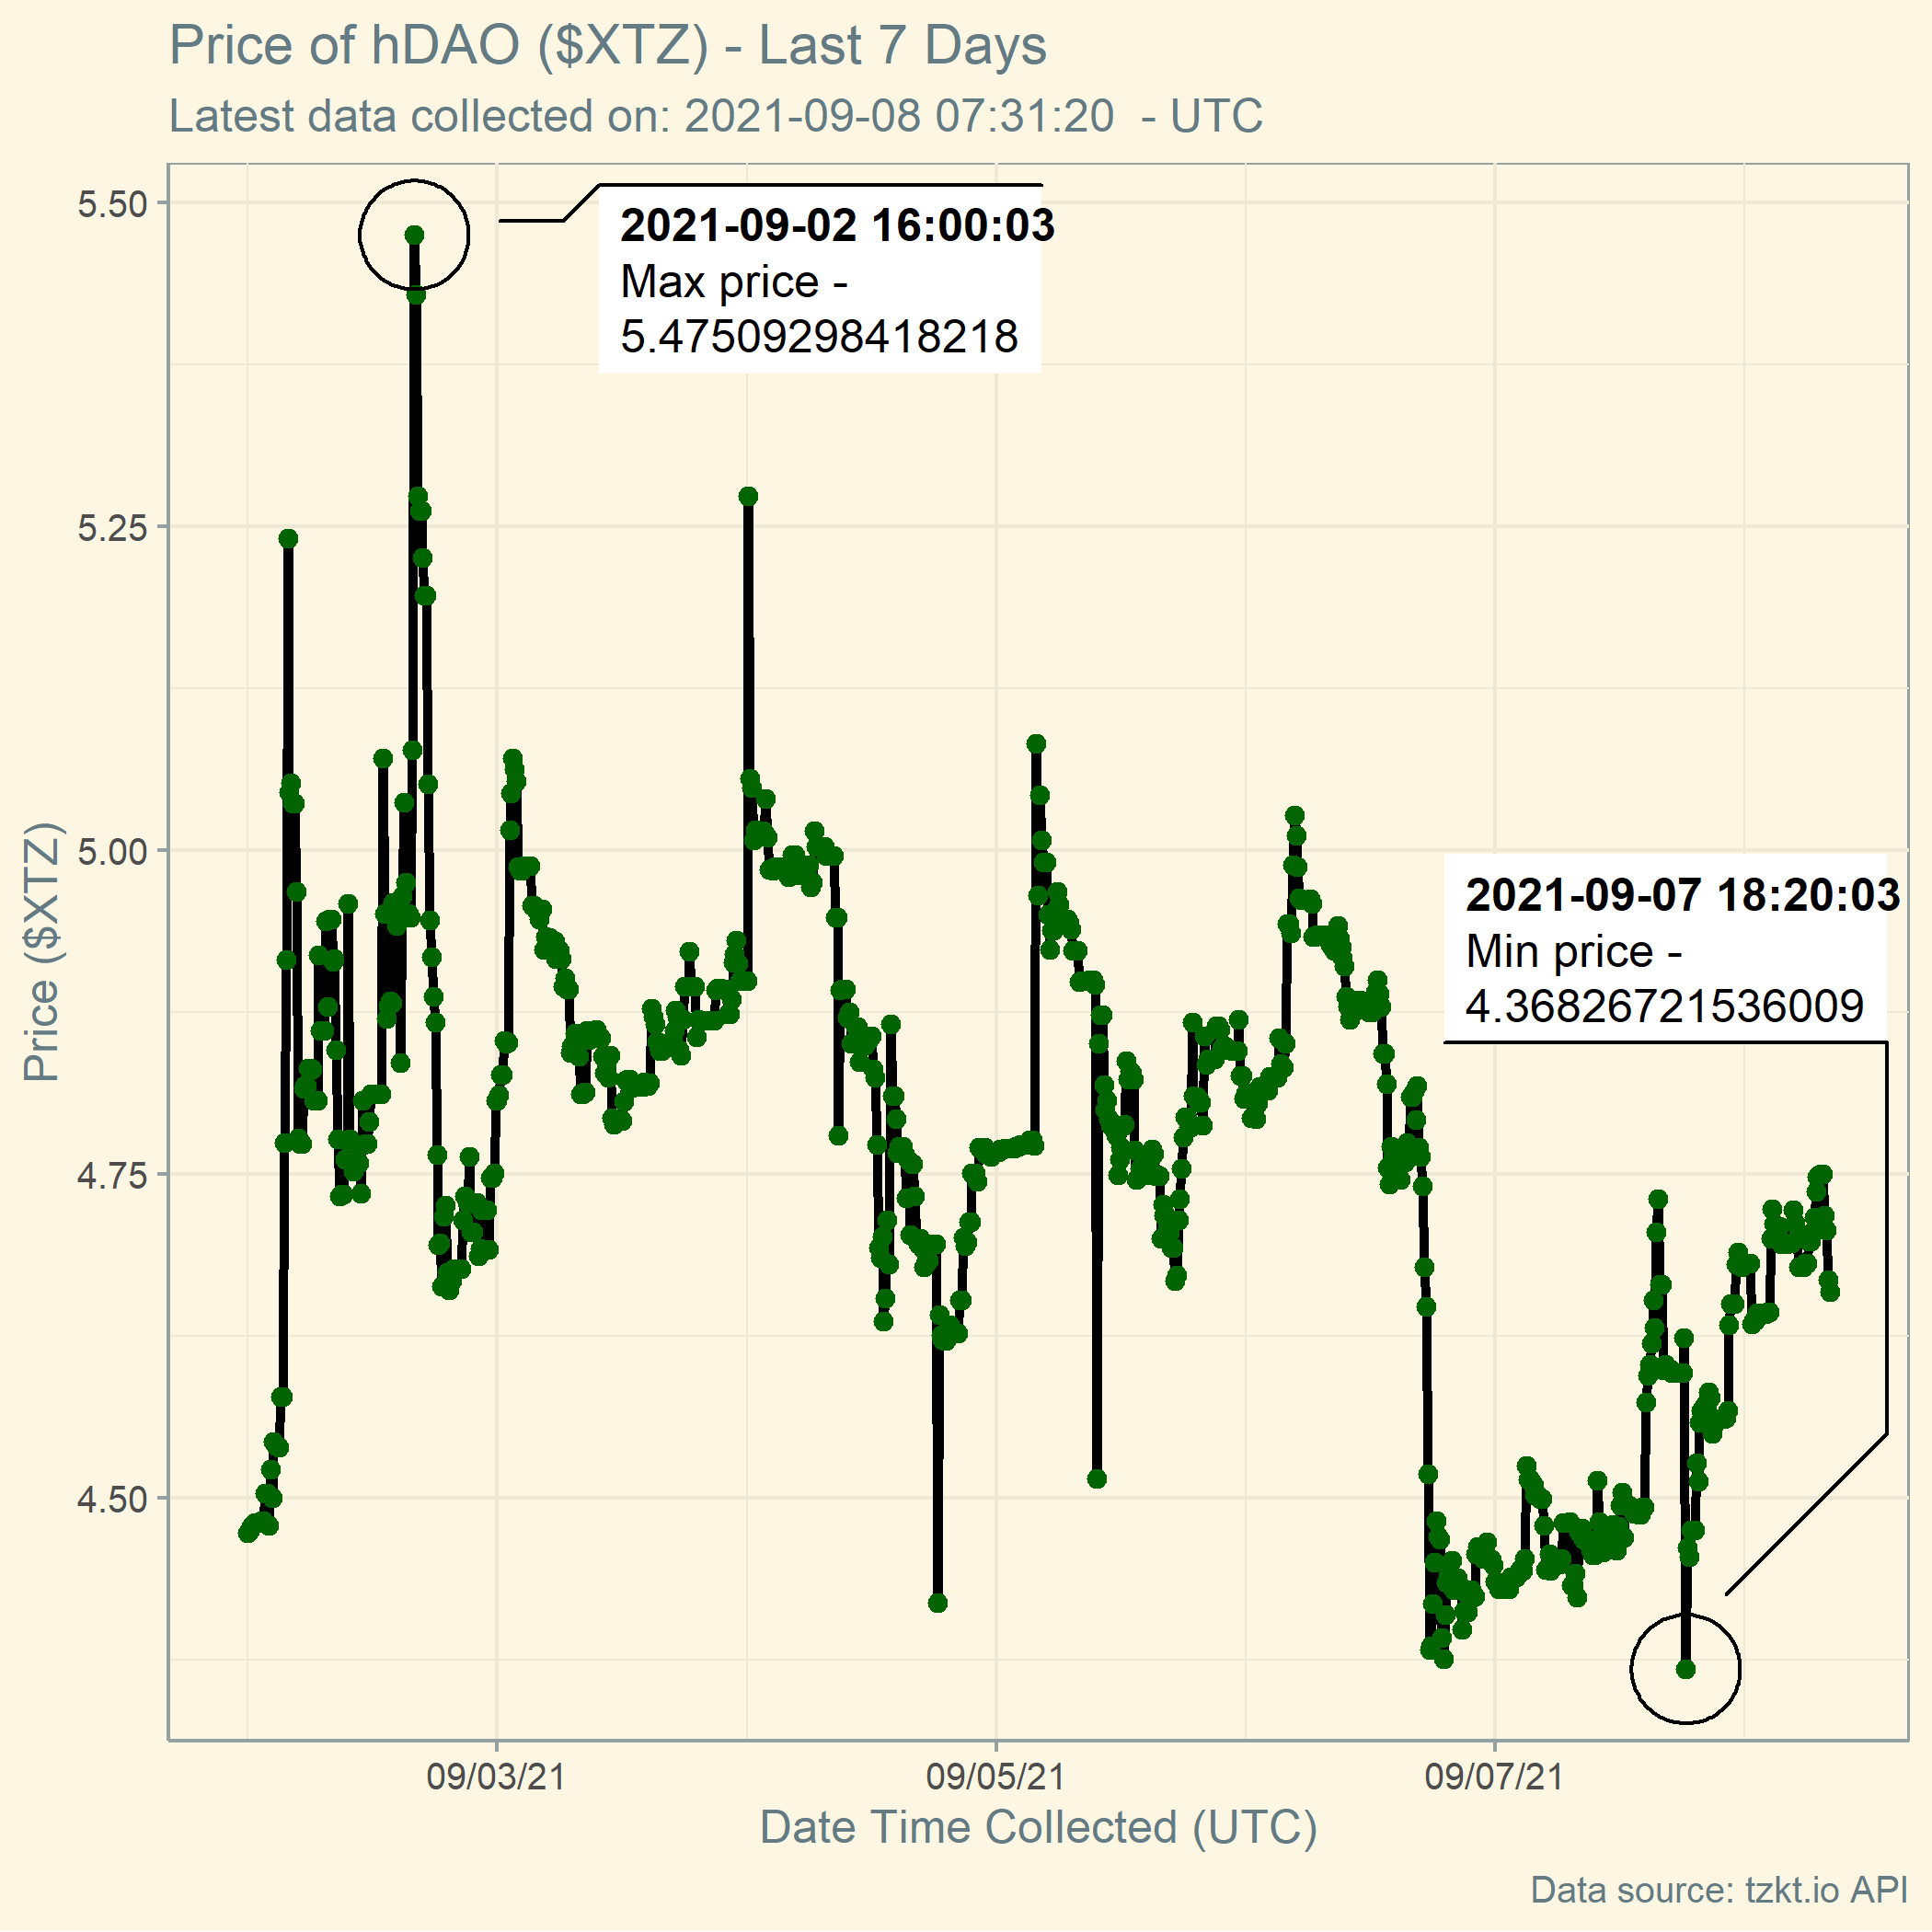 Price of hDAO ($XTZ) - Last 7 Days
Latest data collected on: 2021-09-08 07:31:20  - UTC
5.50
5.25
5.00
4.75
4.50
Price ($XTZ)
2021-09-02 16:00:03
Max price -
5.47509298418218
2021-09-07 18:20:03
Min price -
4.36826721536009
09/03/21
09/05/21
09/07/21
Date Time Collected (UTC)
Data source: tzkt.io API